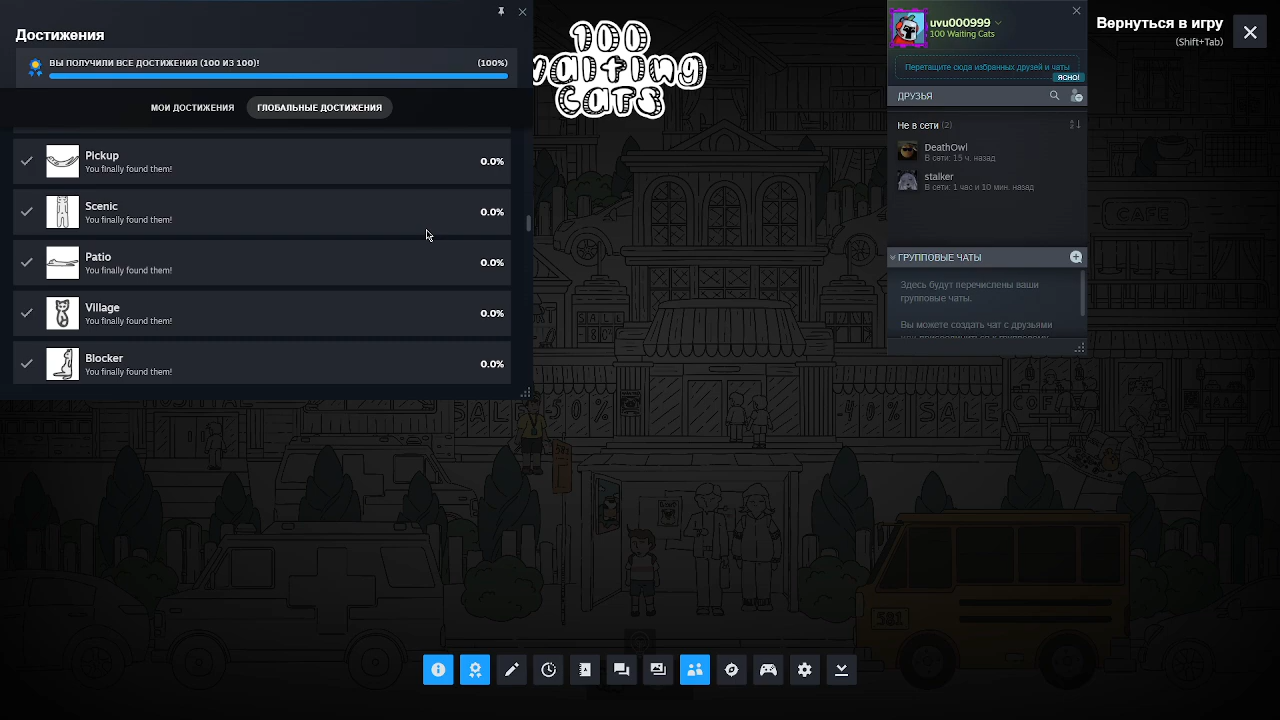 Достижения
ВЫ ПОЛУЧИЛИ ВСЕ ДОСТИЖЕНИЯ (100 ИЗ 100)!
(100%)
МОИ ДОСТИЖЕНИЯ
ГЛОБАЛЬНЫЕ ДОСТИЖЕНИЯ
Pickup
You finally found them!
0.0%
Scenic
You finally found them!
0.0%
Patio
You finally found them!
0.0%
Village
You finally found them!
0.0%
Blocker
You finally found them!
0.0%
100
Waiting
Cats
uvu000999
100 Waiting Cats
Перетащите сюда избранных друзей и чаты
ЯСНО!
ДРУЗЬЯ
Не в сети (2)
DeathOwl
В сети: 15 ч. назад
stalker
В сети: 1 час и 10 мин. назад
ГРУППОВЫЕ ЧАТЫ
Здесь будут перечислены ваши
групповые чаты.
Вы можете создать чат с друзьями
Вернуться в игру
(Shift+Tab)
CAFE
SALE
SALE
SALE -50%
-40% SALE
581